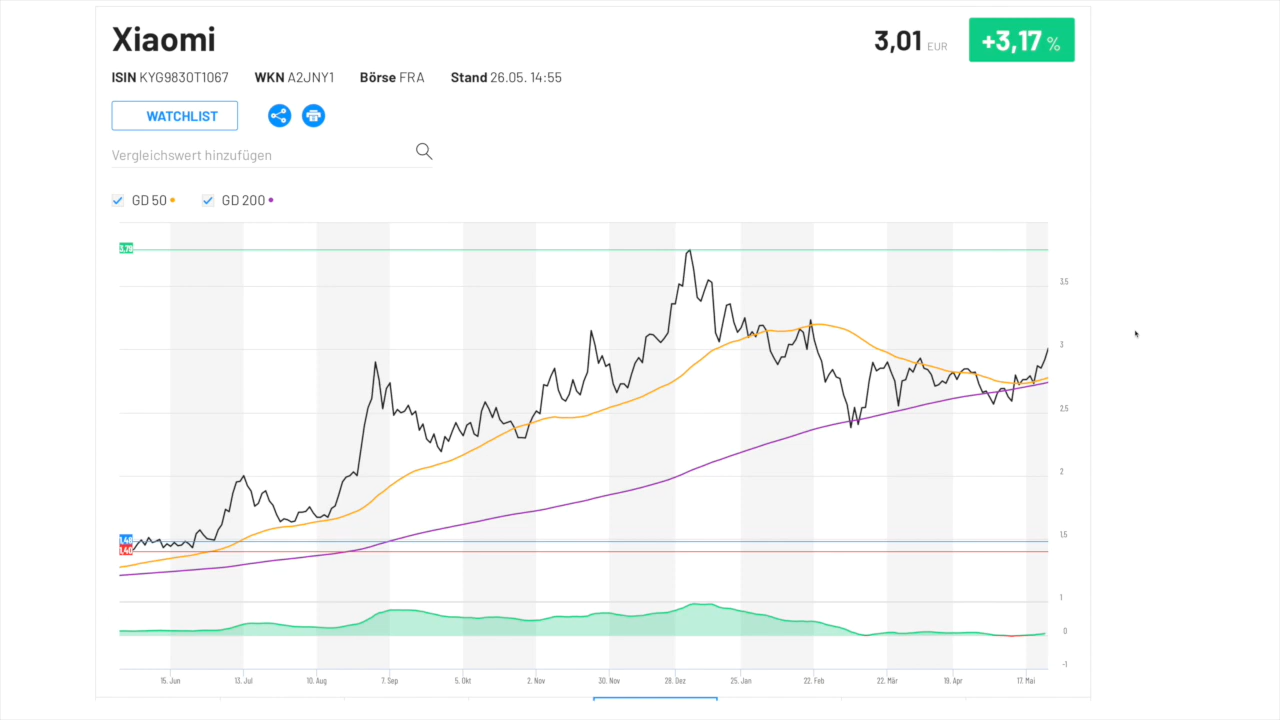 Xiaomi
3,01 EUR
+3,17 %
ISIN KYG9830T1067 WKN A2JNY1 Börse FRA Stand 26.05. 14:55
WATCHLIST
Vergleichswert hinzufügen
GD 50 GD 200
3,79
3.5
3
2.5
2
1.5
1,48
1,40
1
0
-1
15. Jun 13. Jul 10. Aug 7. Sep 5. Okt 2. Nov 30. Nov 28. Dez 25. Jan 22. Feb 22. Mär 19. Apr 17. Mai